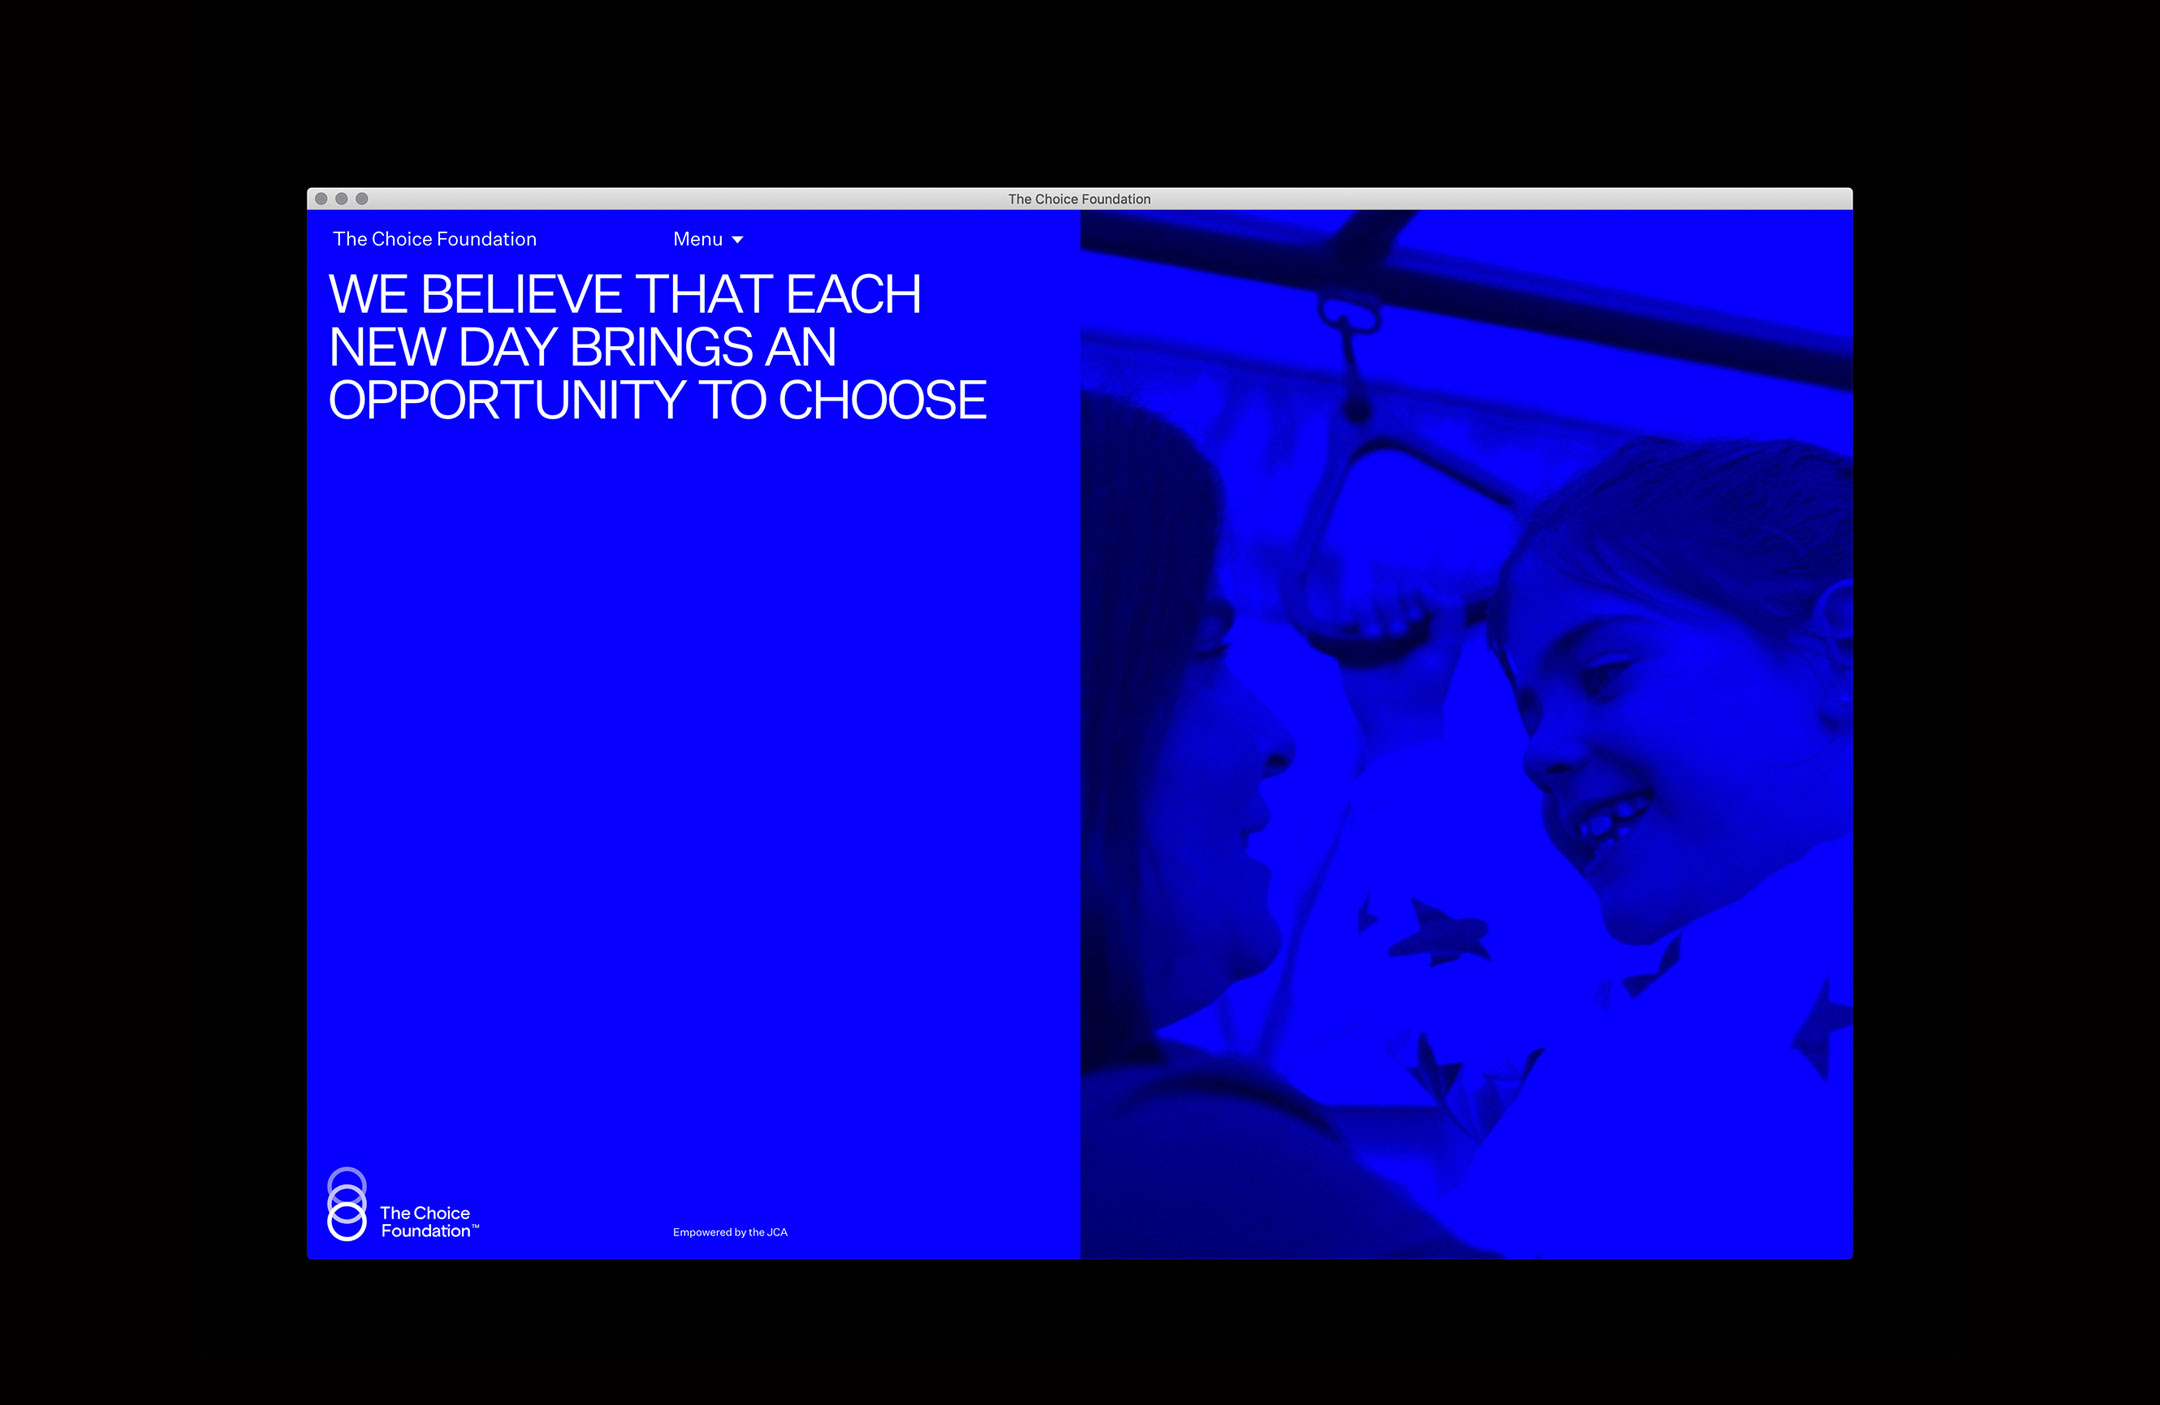 The Choice Foundation
The Choice Foundation
Menu
WE BELIEVE THAT EACH
NEW DAY BRINGS AN
OPPORTUNITY TO CHOOSE
The Choice
Foundation™
Empowered by the JCA